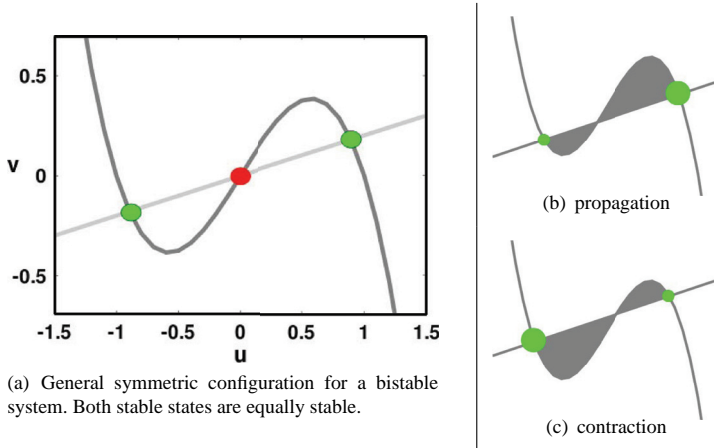 0.5
v
0
-0.5
-1.5 -1 -0.5 0 0.5 1 1.5
u
(a) General symmetric configuration for a bistable
system. Both stable states are equally stable.
(b) propagation
(c) contraction